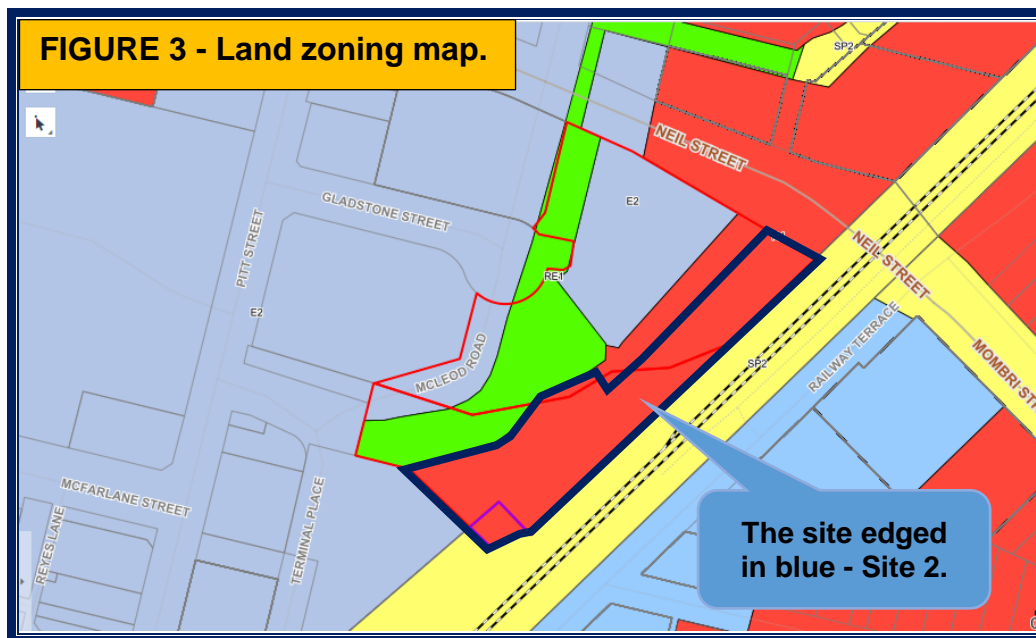 FIGURE 3 - Land zoning map.
SP2
NEIL STREET
E2
GLADSTONE STREET
PITT STREET
NEIL STREET
RE1
E2
MCLEOD ROAD
SP2
RAILWAY TERRACE
MOMBRI ST
MCFARLANE STREET
REYES LANE
TERMINAL PLACE
The site edged
in blue - Site 2.